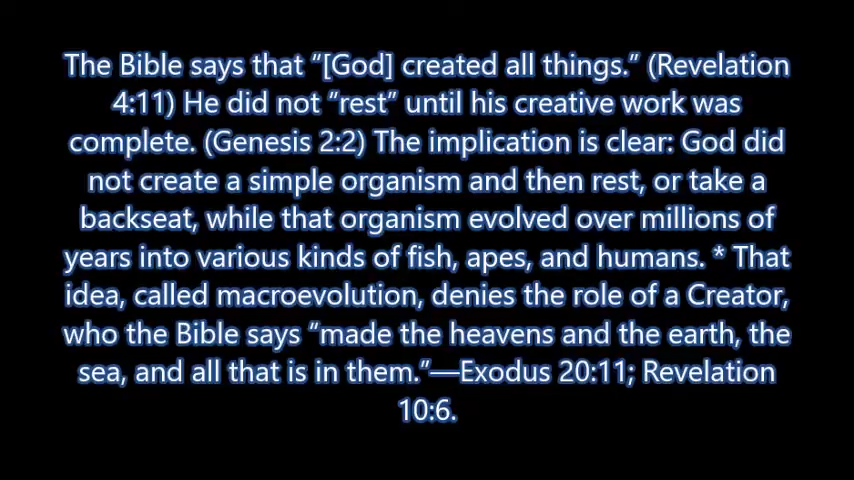 The Bible says that “[God] created all things.” (Revelation
4:11) He did not “rest” until his creative work was
complete. (Genesis 2:2) The implication is clear: God did
not create a simple organism and then rest, or take a
backseat, while that organism evolved over millions of
years into various kinds of fish, apes, and humans. * That
idea, called macroevolution, denies the role of a Creator,
who the Bible says “made the heavens and the earth, the
sea, and all that is in them.”—Exodus 20:11; Revelation
10:6.